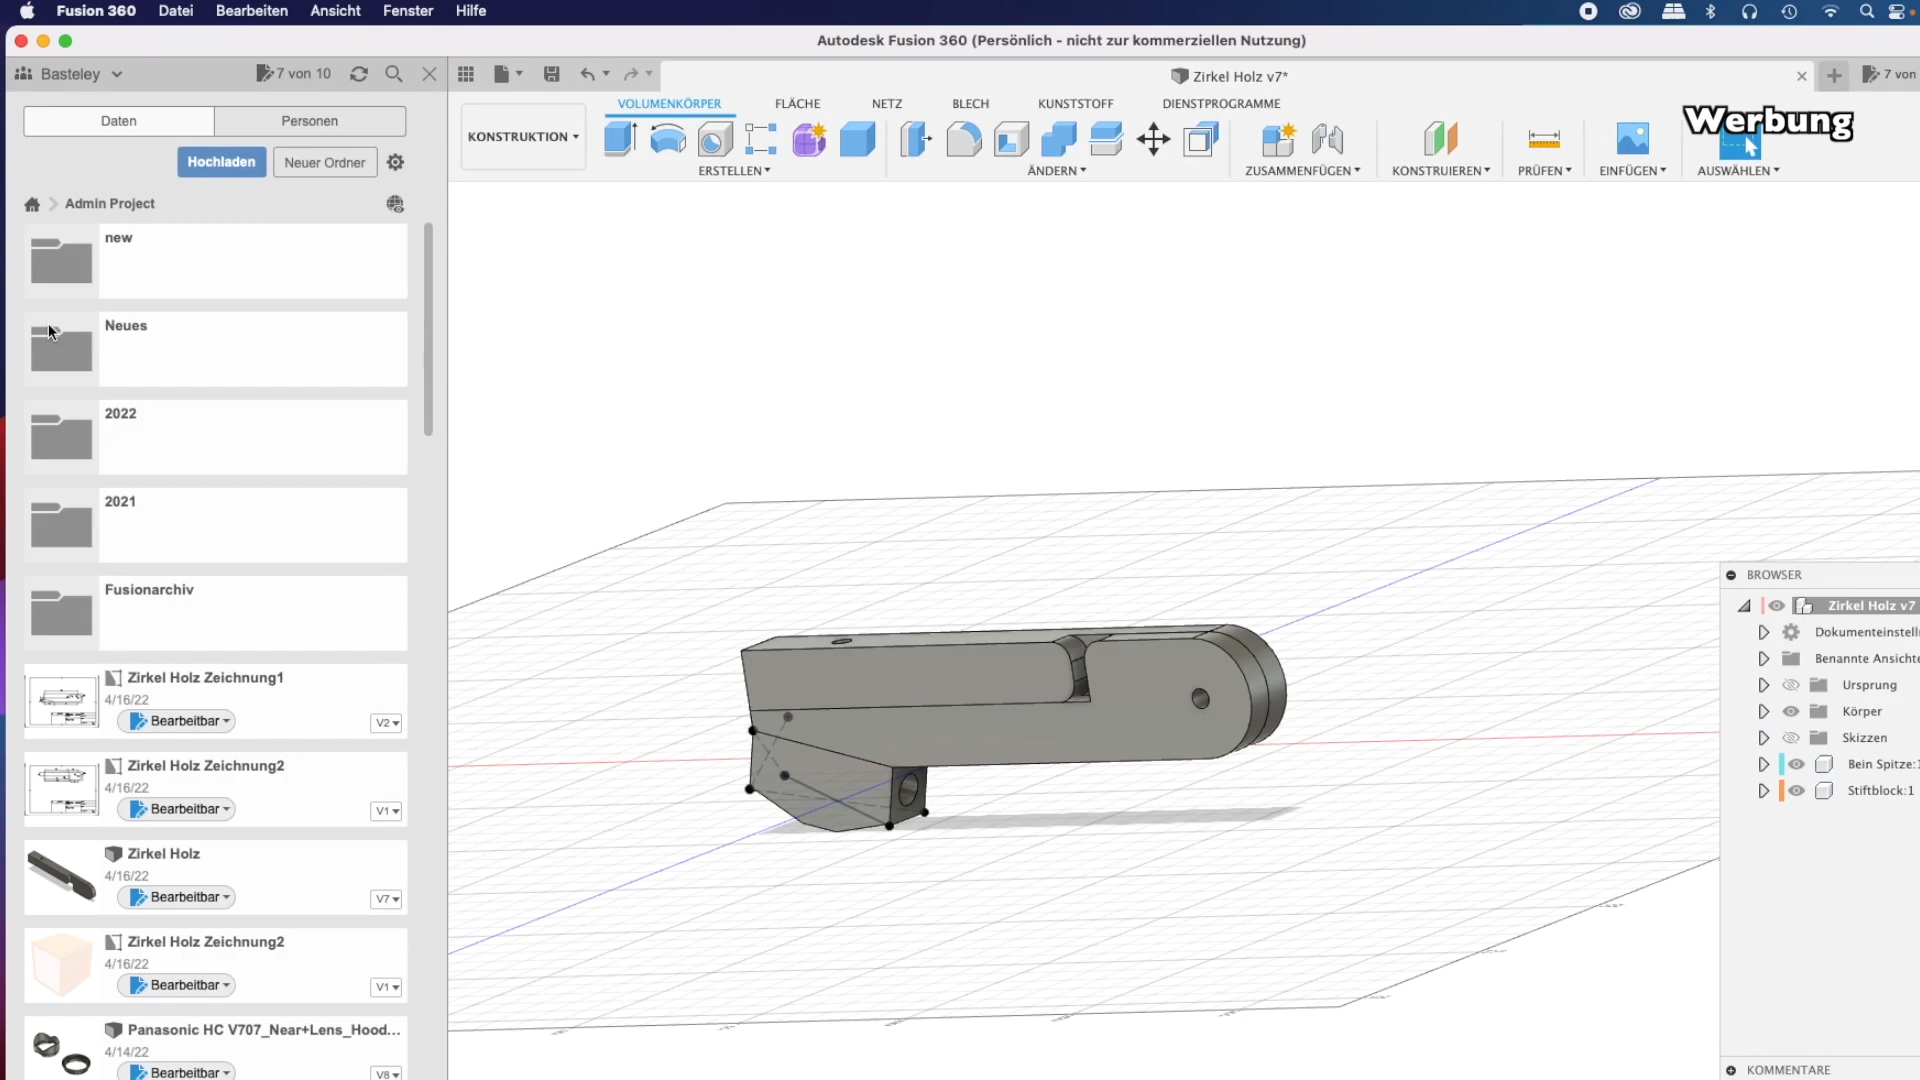 Fusion 360 Datei Bearbeiten Ansicht Fenster Hilfe
Autodesk Fusion 360 (Persönlich - nicht zur kommerziellen Nutzung)
Basteley 7 von 10
Zirkel Holz v7*
7 von
Daten Personen
Hochladen Neuer Ordner
Admin Project
new
Neues
2022
2021
Fusionarchiv
Zirkel Holz Zeichnung1
4/16/22
Bearbeitbar V2
Zirkel Holz Zeichnung2
4/16/22
Bearbeitbar V1
Zirkel Holz
4/16/22
Bearbeitbar V7
Zirkel Holz Zeichnung2
4/16/22
Bearbeitbar V1
Panasonic HC V707_Near+Lens_Hood...
4/14/22
Bearbeitbar V8
KONSTRUKTION
VOLUMENKÖRPER FLÄCHE NETZ BLECH KUNSTSTOFF DIENSTPROGRAMME
Werbung
ERSTELLEN ÄNDERN ZUSAMMENFÜGEN KONSTRUIEREN PRÜFEN EINFÜGEN AUSWÄHLEN
BROWSER
Zirkel Holz v7
Dokumenteinstell
Benannte Ansichte
Ursprung
Körper
Skizzen
Bein Spitze:1
Stiftblock:1
KOMMENTARE